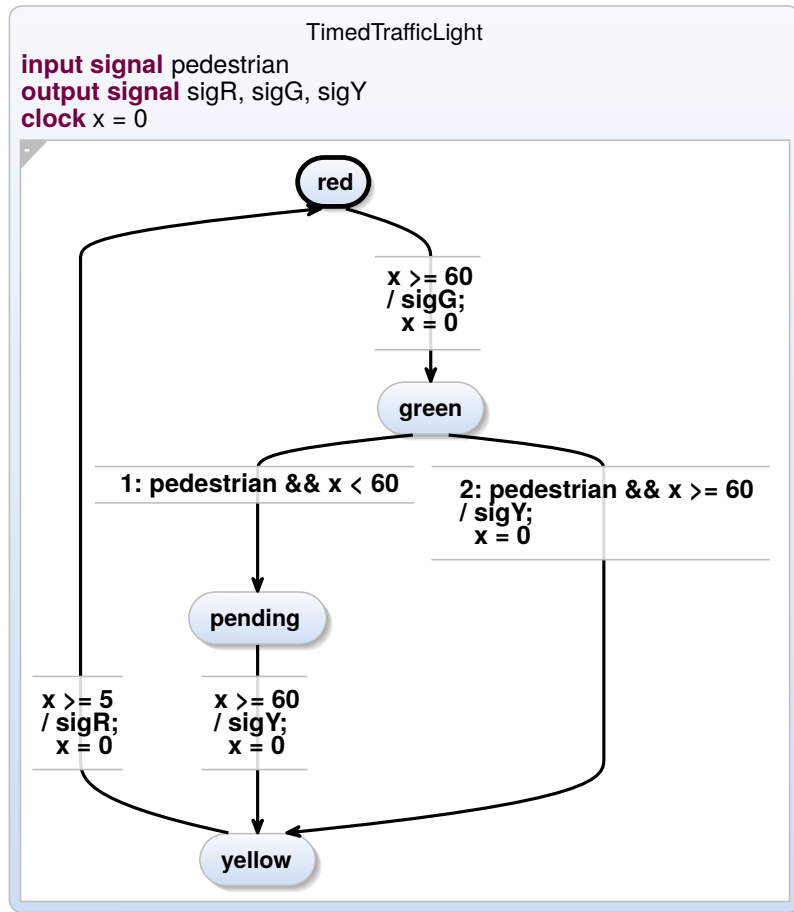 TimedTrafficLight
input signal pedestrian
output signal sigR, sigG, sigY
clock x = 0
-
red
x >= 60
/ sigG;
x = 0
green
1: pedestrian && x < 60
2: pedestrian && x >= 60
/ sigY;
x = 0
pending
x >= 5
/ sigR;
x = 0
x >= 60
/ sigY;
x = 0
yellow